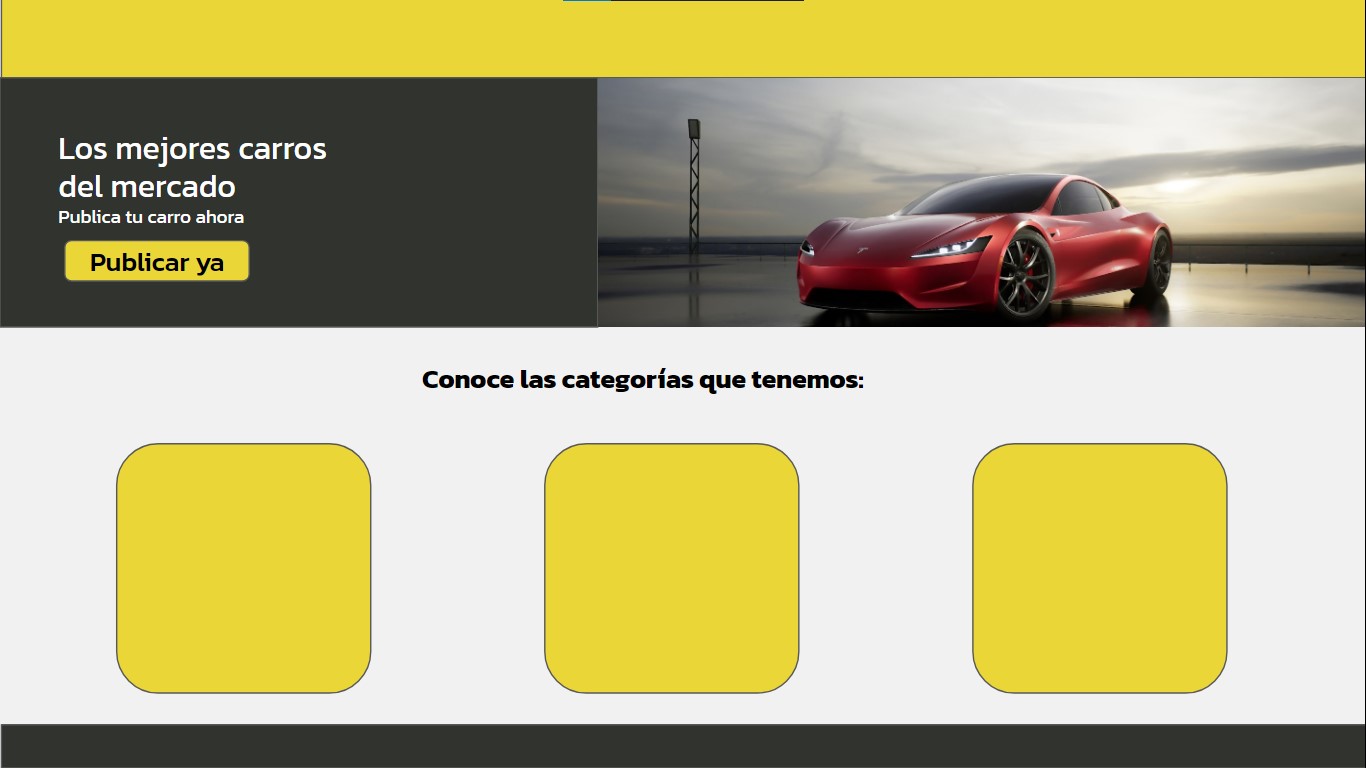 Los mejores carros
del mercado
Publica tu carro ahora
Publicar ya
Conoce las categorías que tenemos: